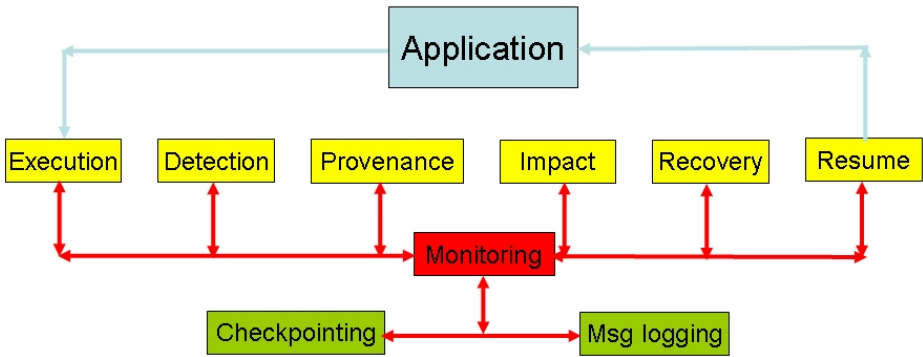 Application
Execution
Detection
Provenance
Impact
Recovery
Resume
Monitoring
Checkpointing
Msg logging